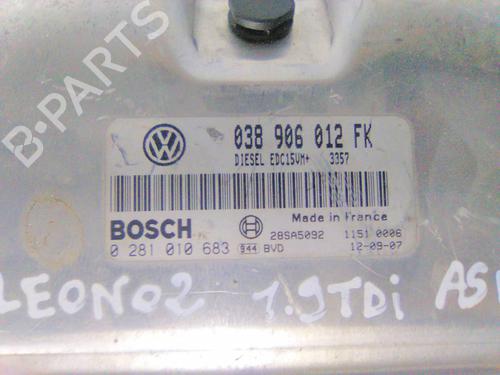 B-PARTS
038 906 012 FK
DIESEL EDC15VM+ 3357
BOSCH
Made in France
28SA5092 1151 0006
0 281 010 683 944 BVD 12-09-07
LEON02 1.9TDi